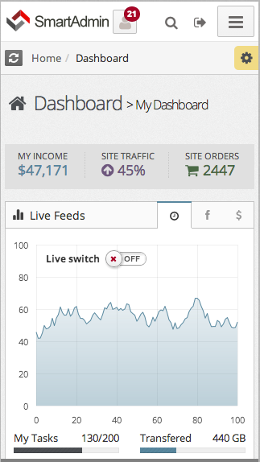 SmartAdmin 21
Home / Dashboard
Dashboard > My Dashboard
MY INCOME SITE TRAFFIC SITE ORDERS
$47,171 45% 2447
Live Feeds f $
100
Live switch OFF
80
60
40
20
0
0 20 40 60 80 100
My Tasks 130/200 Transfered 440 GB